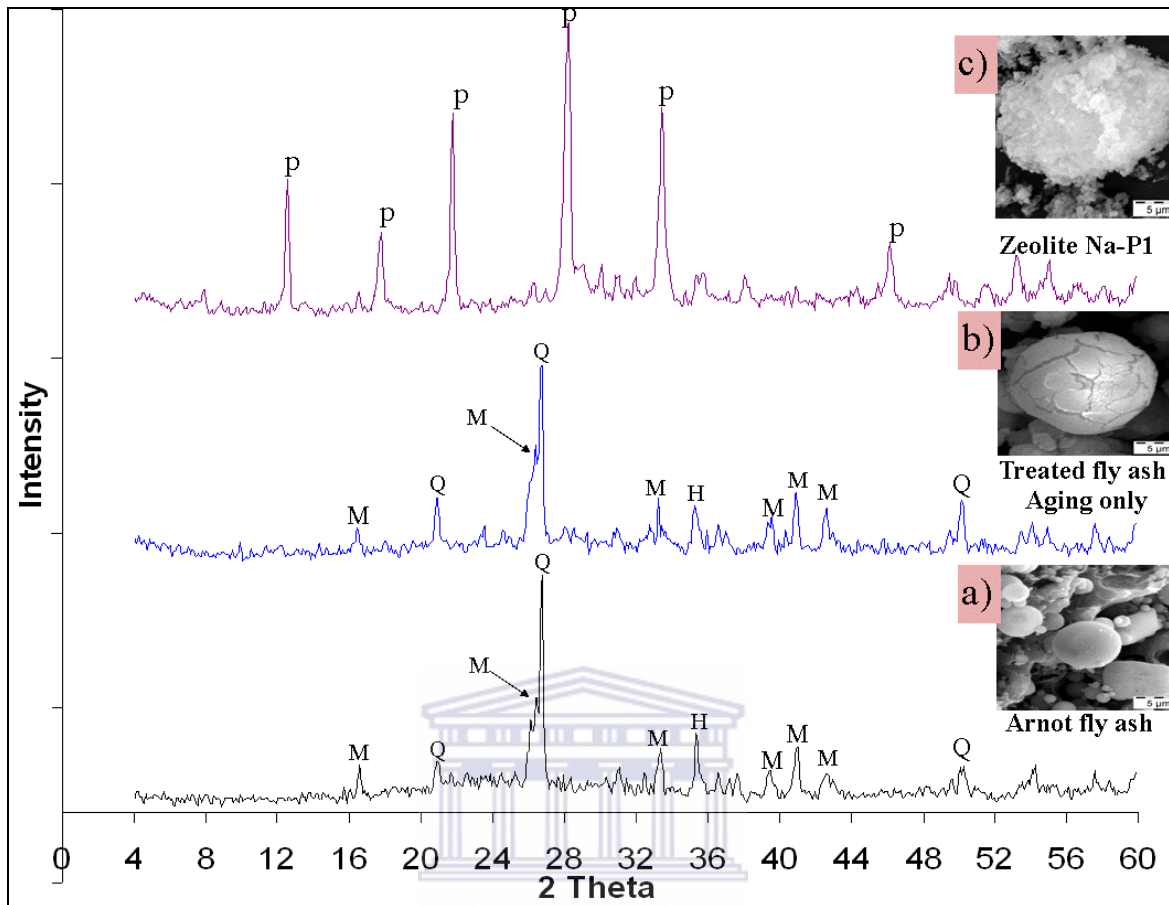 p
c)
p
p
p
p
p
5 µm
Zeolite Na-P1
b)
Q
M
Q
M
M
H
M
M
M
Q
5 µm
Treated fly ash
Aging only
a)
Q
M
M
Q
M
H
M
M
M
Q
5 µm
Arnot fly ash
Intensity
0 4 8 12 16 20 24 28 32 36 40 44 48 52 56 60
2 Theta